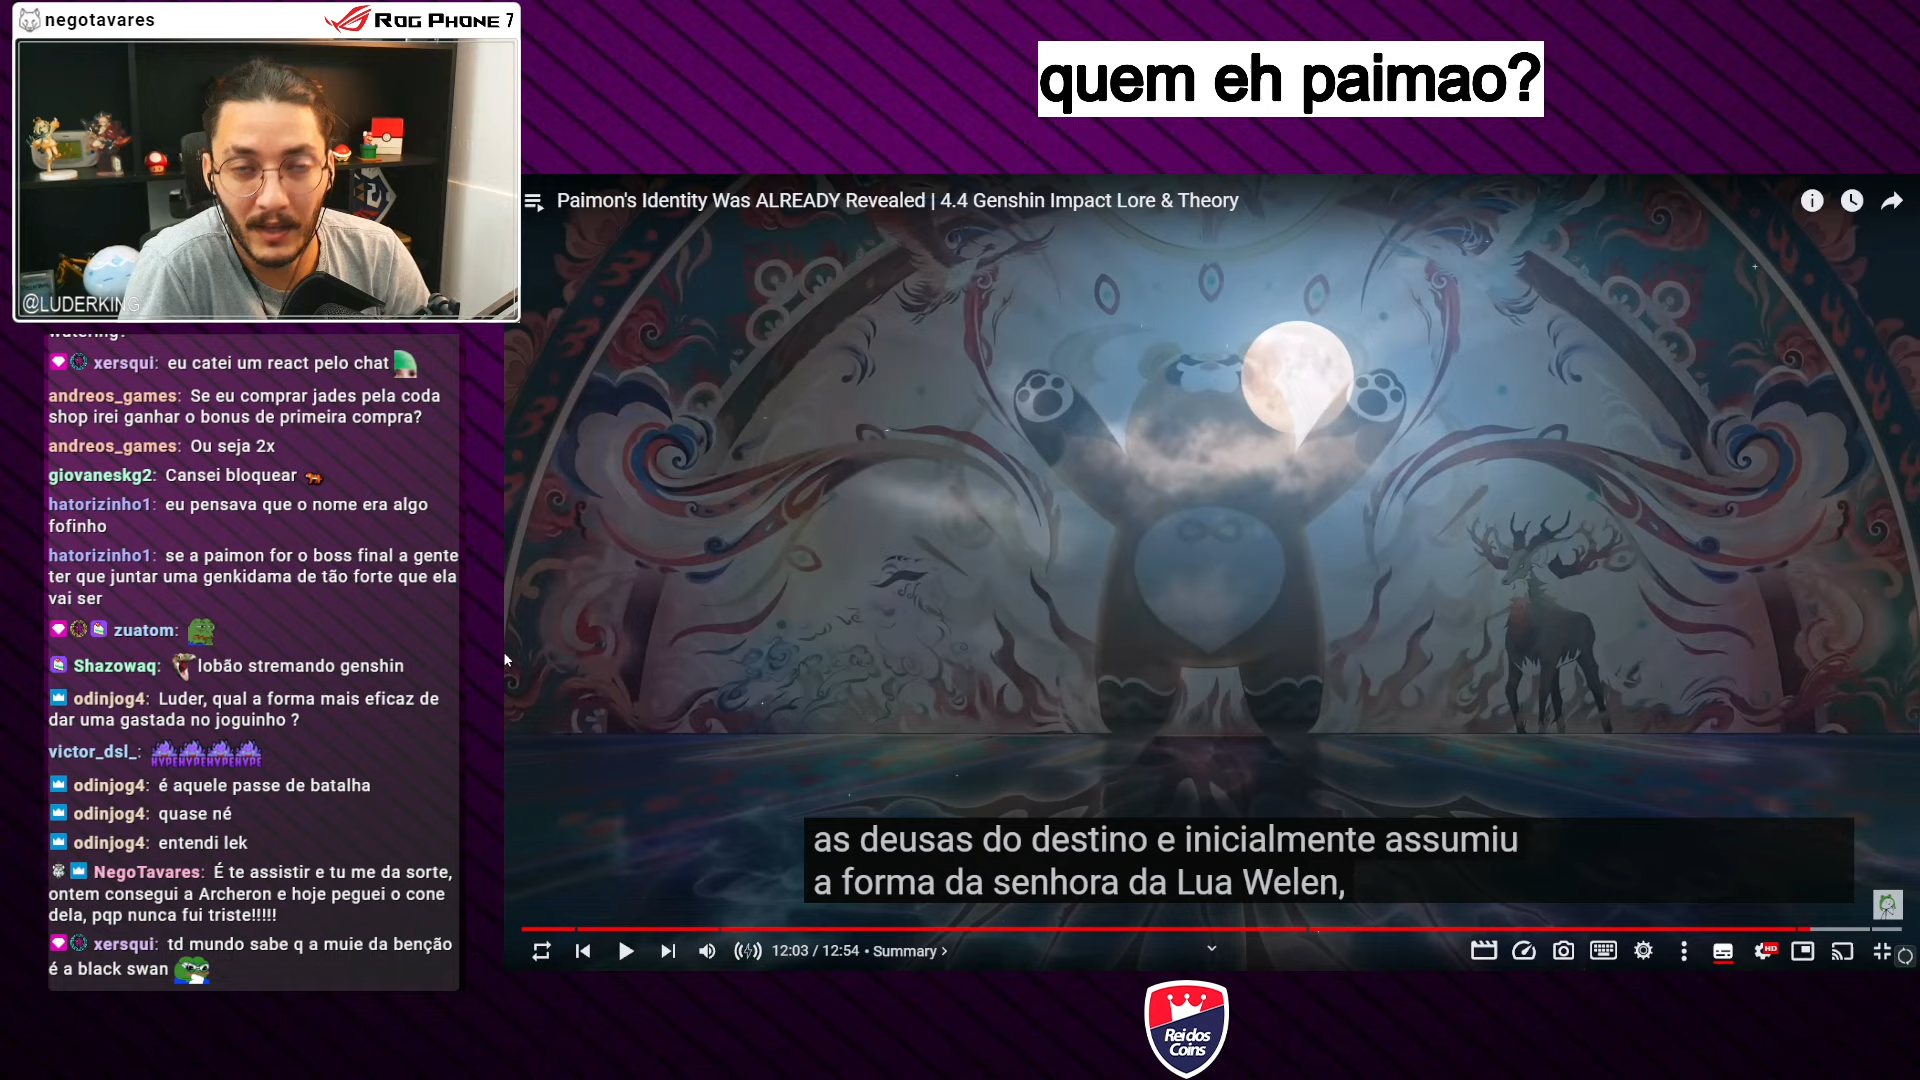 negotavares
ROG PHONE 7
@LUDERKING
quem eh paimao?
Paimon's Identity Was ALREADY Revealed | 4.4 Genshin Impact Lore & Theory
xersqui: eu catei um react pelo chat
andreos_games: Se eu comprar jades pela coda
shop irei ganhar o bonus de primeira compra?
andreos_games: Ou seja 2x
giovaneskg2: Cansei bloquear
hatorizinho1: eu pensava que o nome era algo
fofinho
hatorizinho1: se a paimon for o boss final a gente
ter que juntar uma genkidama de tão forte que ela
vai ser
zuatom:
Shazowaq: lobão stremando genshin
odinjog4: Luder, qual a forma mais eficaz de
dar uma gastada no joguinho ?
victor_dsl_: HYPEHYPEHYPEHYPE
odinjog4: é aquele passe de batalha
odinjog4: quase né
odinjog4: entendi lek
NegoTavares: É te assistir e tu me da sorte,
ontem consegui a Archeron e hoje peguei o cone
dela, pqp nunca fui triste!!!!!
xersqui: td mundo sabe q a muie da benção
é a black swan
as deusas do destino e inicialmente assumiu
a forma da senhora da Lua Welen,
12:03 / 12:54 • Summary >
HD
Rei dos
Coins